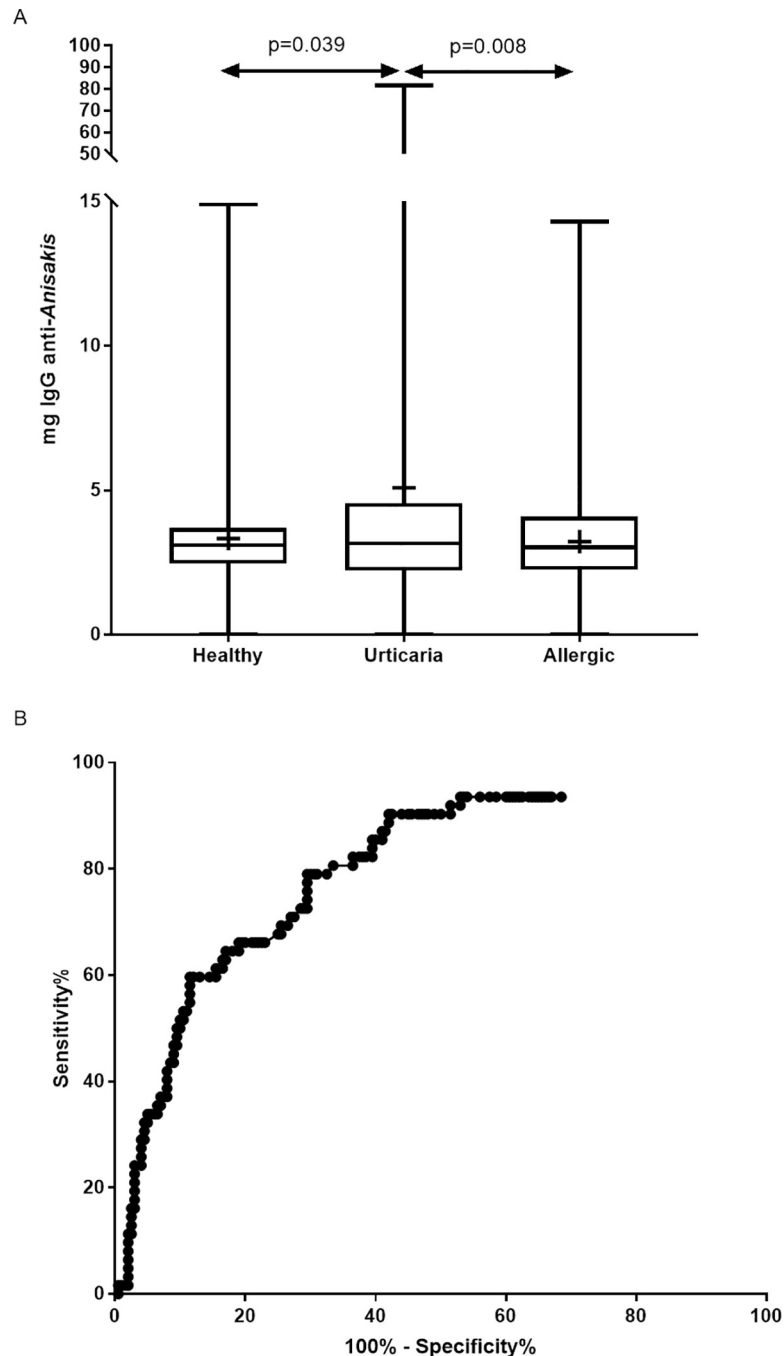 A
p=0.039 p=0.008
100
90
80
70
60
50
15
10
5
0
mg IgG anti-Anisakis
Healthy Urticaria Allergic
B
100
80
60
40
20
0
Sensitivity%
0 20 40 60 80 100
100% - Specificity%